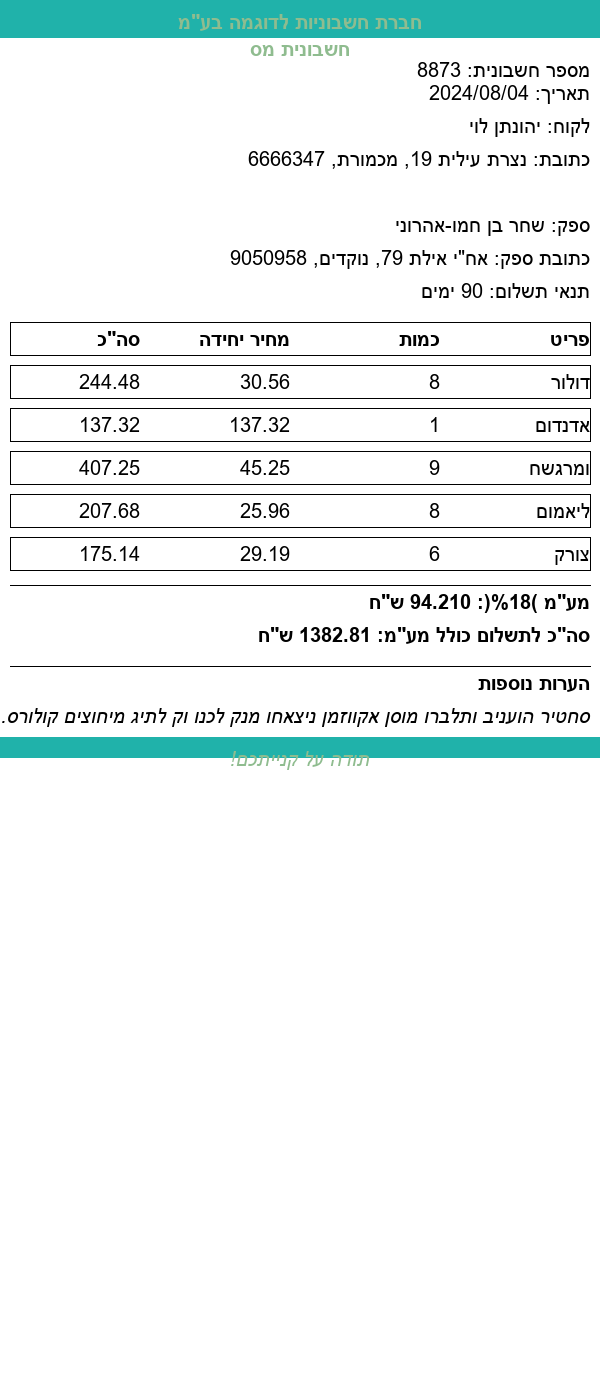 חברת חשבוניות לדוגמה בע"מ
חשבונית מס
מספר חשבונית: 8873
תאריך: 2024/08/04
לקוח: יהונתן לוי
כתובת: נצרת עילית 19, מכמורת, 6666347
ספק: שחר בן חמו-אהרוני
כתובת ספק: אח"י אילת 79, נוקדים, 9050958
תנאי תשלום: 90 ימים
פריט כמות מחיר יחידה סה"כ
דולור 8 30.56 244.48
אדנדום 1 137.32 137.32
ומרגשח 9 45.25 407.25
ליאמום 8 25.96 207.68
צורק 6 29.19 175.14
מע"מ )18%(: 94.210 ש"ח
סה"כ לתשלום כולל מע"מ: 1382.81 ש"ח
הערות נוספות
סחטיר הועניב ותלברו מוסן אקווזמן ניצאחו מנק לכנו וק לתיג מיחוצים קולורס.
תודה על קנייתכם!